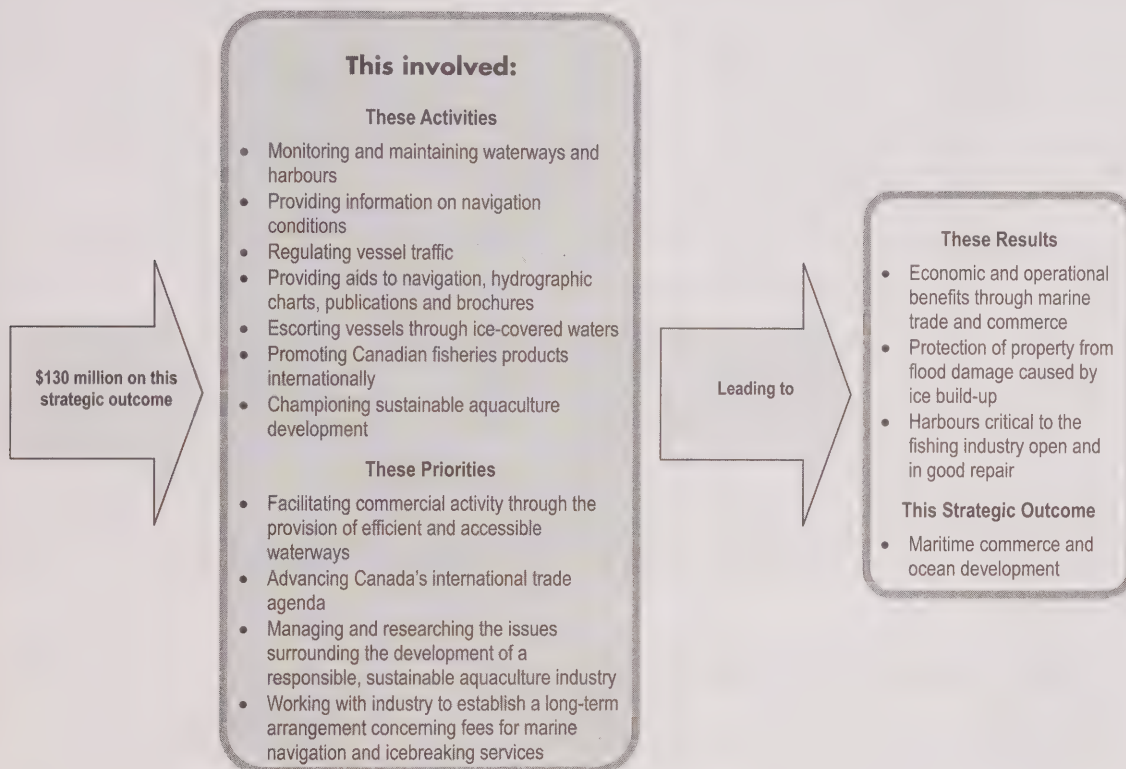 $130 million on this
strategic outcome
This involved:
These Activities
• Monitoring and maintaining waterways and
harbours
• Providing information on navigation
conditions
• Regulating vessel traffic
• Providing aids to navigation, hydrographic
charts, publications and brochures
• Escorting vessels through ice-covered waters
• Promoting Canadian fisheries products
internationally
• Championing sustainable aquaculture
development
These Priorities
• Facilitating commercial activity through the
provision of efficient and accessible
waterways
• Advancing Canada's international trade
agenda
• Managing and researching the issues
surrounding the development of a
responsible, sustainable aquaculture industry
• Working with industry to establish a long-term
arrangement concerning fees for marine
navigation and icebreaking services
Leading to
These Results
• Economic and operational
benefits through marine
trade and commerce
• Protection of property from
flood damage caused by
ice build-up
• Harbours critical to the
fishing industry open and
in good repair
This Strategic Outcome
• Maritime commerce and
ocean development